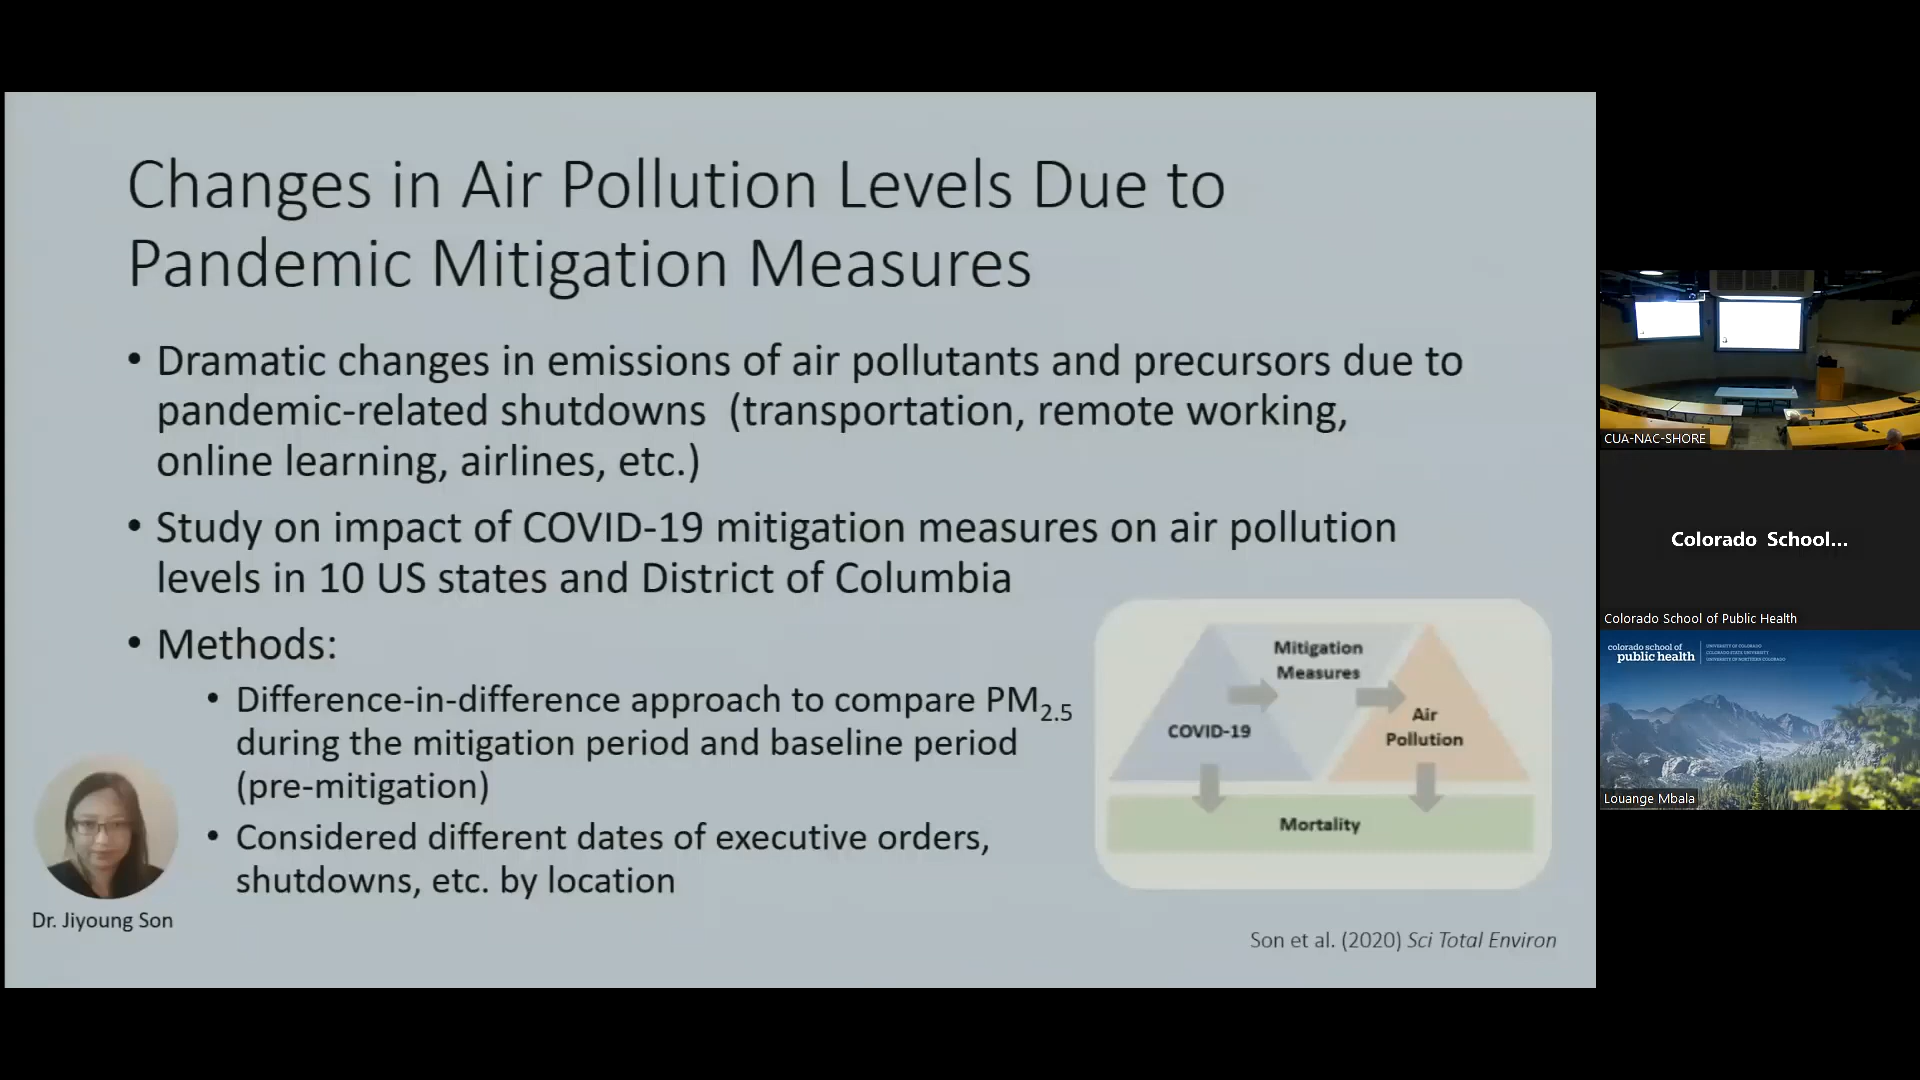 Changes in Air Pollution Levels Due to
Pandemic Mitigation Measures
• Dramatic changes in emissions of air pollutants and precursors due to
pandemic-related shutdowns (transportation, remote working,
online learning, airlines, etc.)
• Study on impact of COVID-19 mitigation measures on air pollution
levels in 10 US states and District of Columbia
• Methods:
• Difference-in-difference approach to compare PM2.5
during the mitigation period and baseline period
(pre-mitigation)
• Considered different dates of executive orders,
shutdowns, etc. by location
Dr. Jiyoung Son
Mitigation
Measures
COVID-19
Air
Pollution
Mortality
Son et al. (2020) Sci Total Environ
CUA-NAC-SHORE
Colorado School...
Colorado School of Public Health
colorado school of
public health
UNIVERSITY OF COLORADO
COLORADO STATE UNIVERSITY
UNIVERSITY OF NORTHERN COLORADO
Louange Mbala